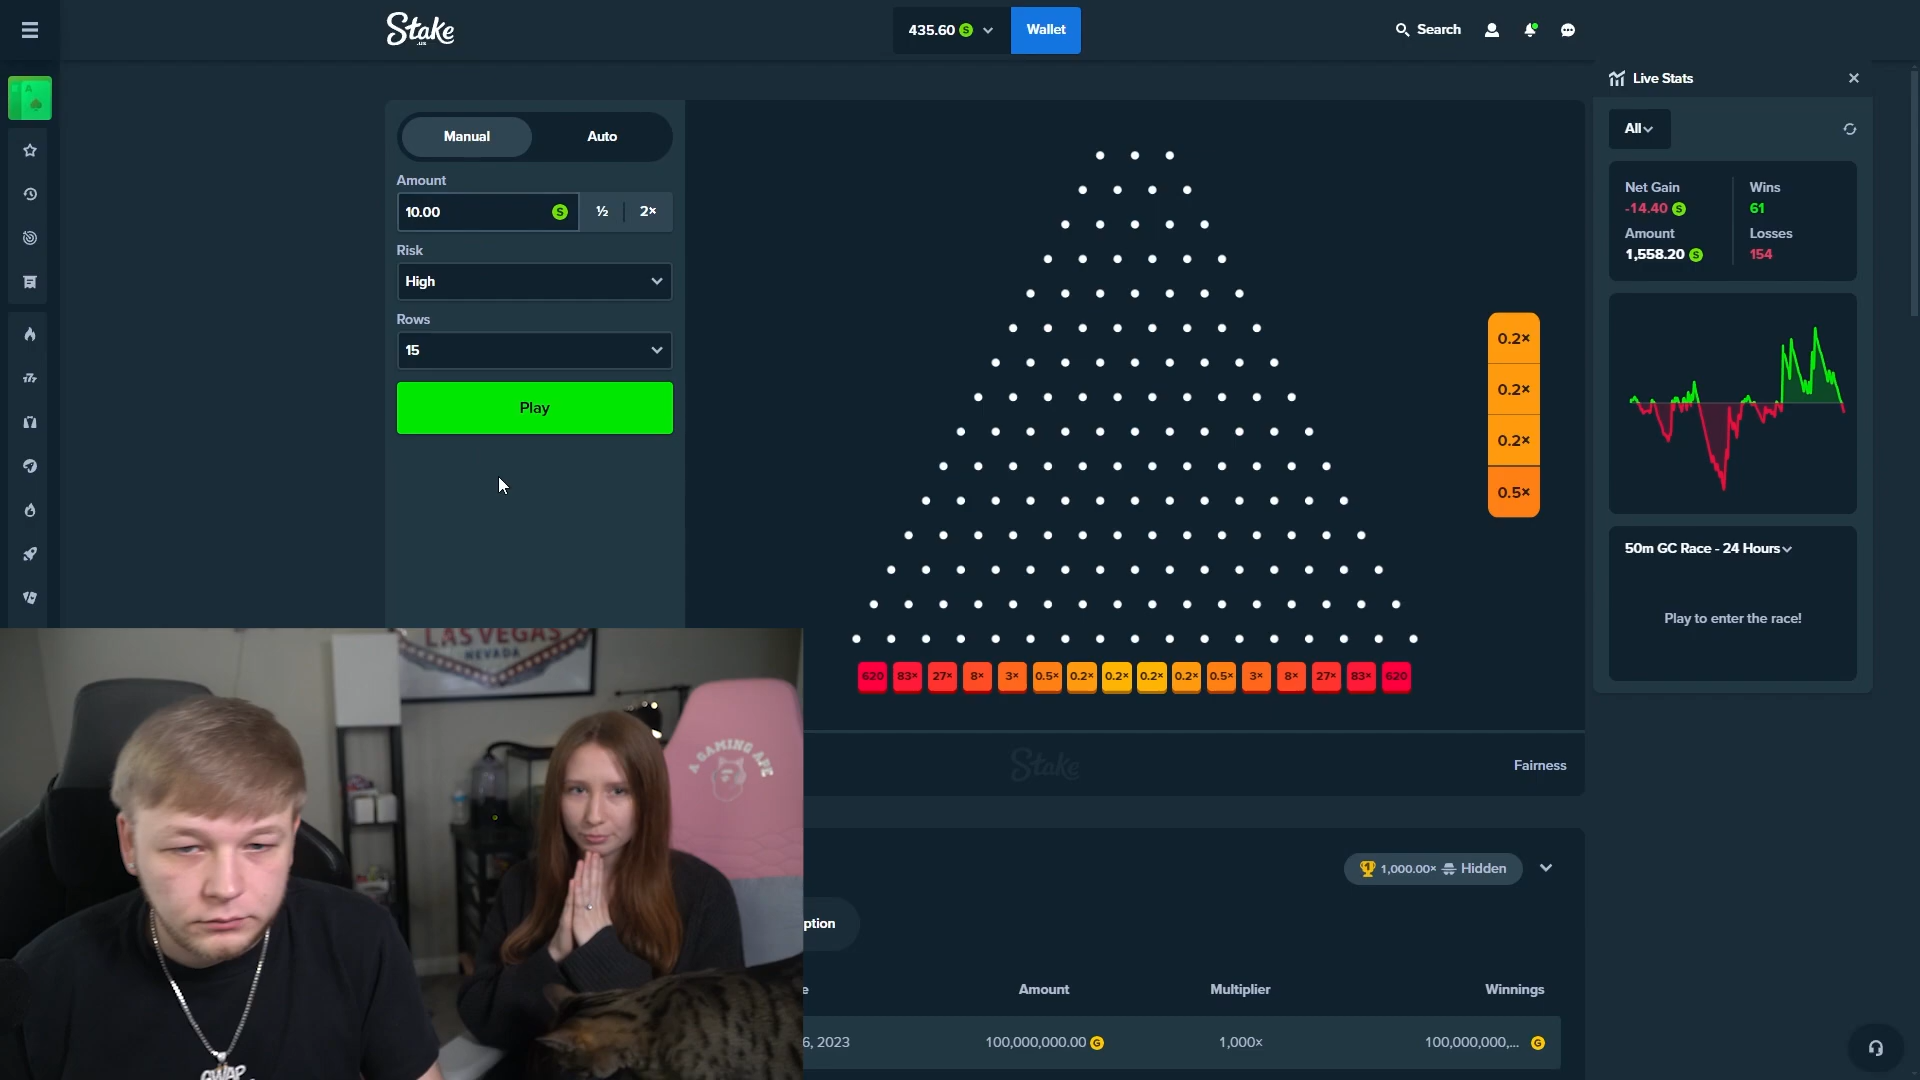 Stake
.us
435.60
Wallet
Search
Live Stats
All
Net Gain
-14.40
Wins
61
Amount
1,558.20
Losses
154
50m GC Race - 24 Hours
Play to enter the race!
Manual
Auto
Amount
10.00
½
2×
Risk
High
Rows
15
Play
0.2×
0.2×
0.2×
0.5×
620
83×
27×
8×
3×
0.5×
0.2×
0.2×
0.2×
0.2×
0.5×
3×
8×
27×
83×
620
Stake
Fairness
1,000.00×
Hidden
ption
e
Amount
Multiplier
Winnings
6, 2023
100,000,000.00
1,000×
100,000,000,...
LAS VEGAS
NEVADA
A GAMING APE